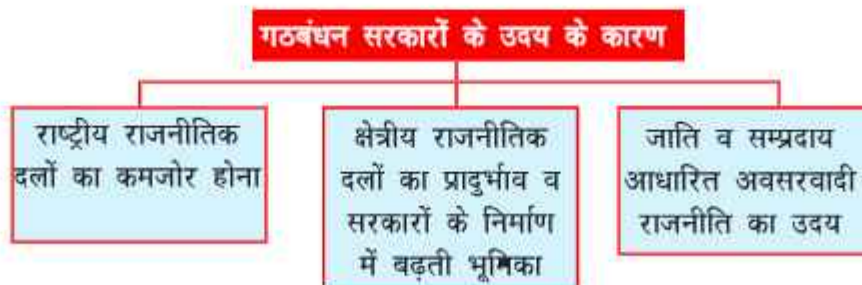 गठबंधन सरकारों के उदय के कारण
राष्ट्रीय राजनीतिक
दलों का कमजोर होना
क्षेत्रीय राजनीतिक
दलों का प्रादुर्भाव व
सरकारों के निर्माण
में बढ़ती भूमिका
जाति व सम्प्रदाय
आधारित अवसरवादी
राजनीति का उदय